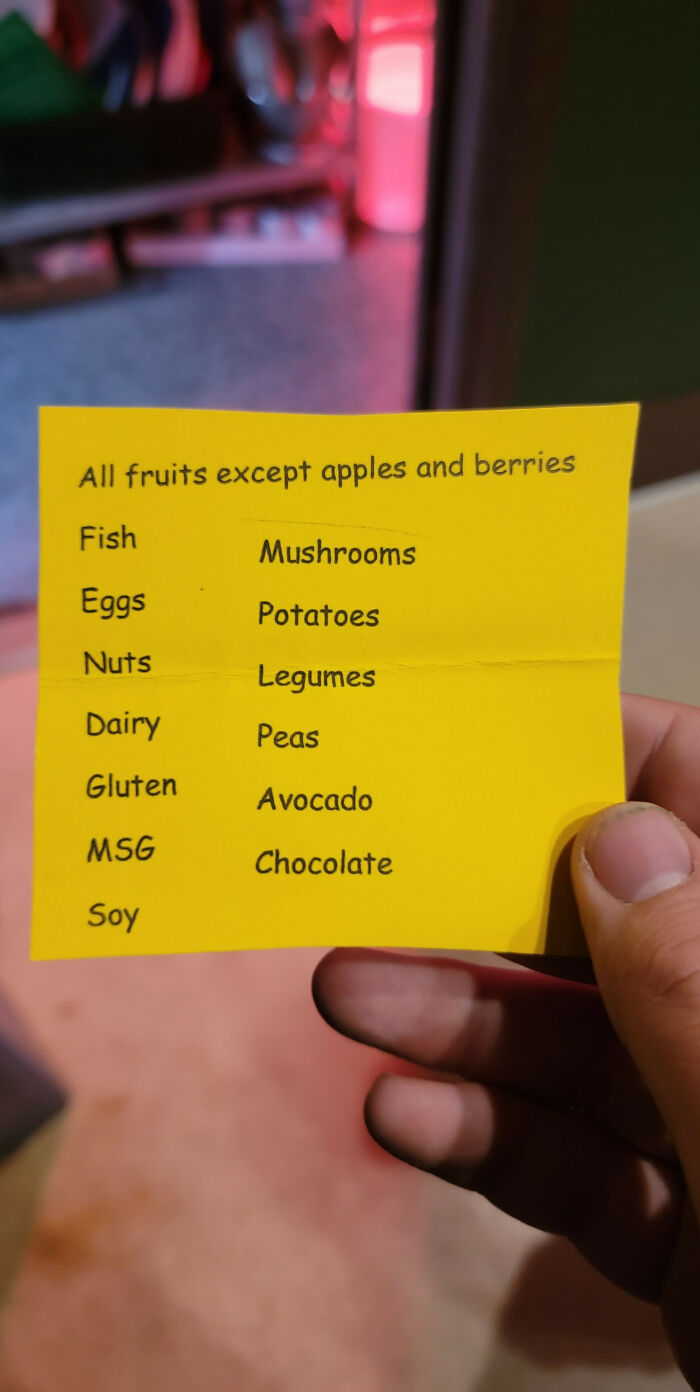 All fruits except apples and berries
Fish
Eggs
Nuts
Dairy
Gluten
MSG
Soy
Mushrooms
Potatoes
Legumes
Peas
Avocado
Chocolate